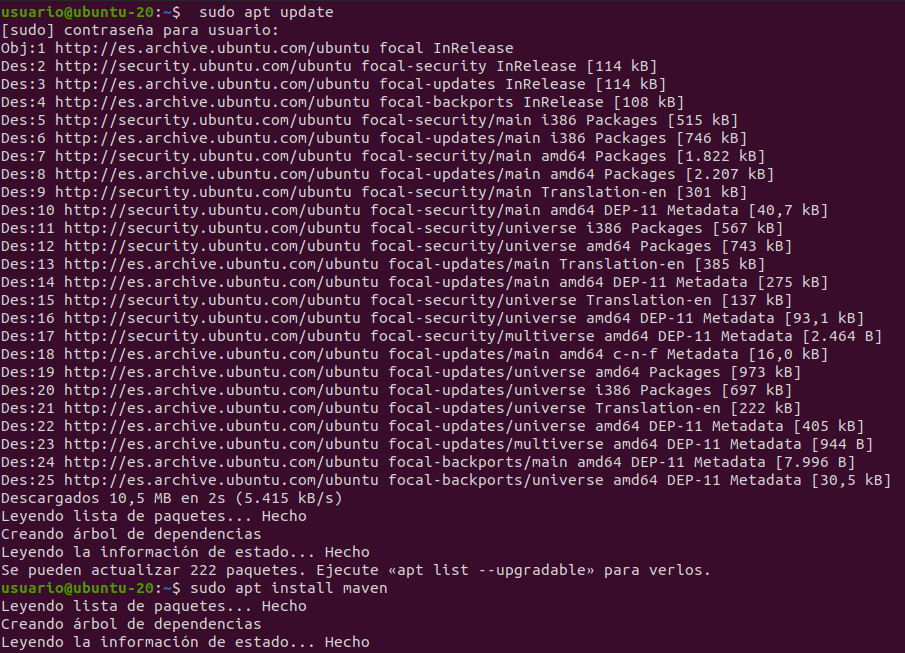 usuario@ubuntu-20:~$  sudo apt update
[sudo] contraseña para usuario:
Obj:1 http://es.archive.ubuntu.com/ubuntu focal InRelease
Des:2 http://security.ubuntu.com/ubuntu focal-security InRelease [114 kB]
Des:3 http://es.archive.ubuntu.com/ubuntu focal-updates InRelease [114 kB]
Des:4 http://es.archive.ubuntu.com/ubuntu focal-backports InRelease [108 kB]
Des:5 http://security.ubuntu.com/ubuntu focal-security/main i386 Packages [515 kB]
Des:6 http://es.archive.ubuntu.com/ubuntu focal-updates/main i386 Packages [746 kB]
Des:7 http://security.ubuntu.com/ubuntu focal-security/main amd64 Packages [1.822 kB]
Des:8 http://es.archive.ubuntu.com/ubuntu focal-updates/main amd64 Packages [2.207 kB]
Des:9 http://security.ubuntu.com/ubuntu focal-security/main Translation-en [301 kB]
Des:10 http://security.ubuntu.com/ubuntu focal-security/main amd64 DEP-11 Metadata [40,7 kB]
Des:11 http://security.ubuntu.com/ubuntu focal-security/universe i386 Packages [567 kB]
Des:12 http://security.ubuntu.com/ubuntu focal-security/universe amd64 Packages [743 kB]
Des:13 http://es.archive.ubuntu.com/ubuntu focal-updates/main Translation-en [385 kB]
Des:14 http://es.archive.ubuntu.com/ubuntu focal-updates/main amd64 DEP-11 Metadata [275 kB]
Des:15 http://security.ubuntu.com/ubuntu focal-security/universe Translation-en [137 kB]
Des:16 http://security.ubuntu.com/ubuntu focal-security/universe amd64 DEP-11 Metadata [93,1 kB]
Des:17 http://security.ubuntu.com/ubuntu focal-security/multiverse amd64 DEP-11 Metadata [2.464 B]
Des:18 http://es.archive.ubuntu.com/ubuntu focal-updates/main amd64 c-n-f Metadata [16,0 kB]
Des:19 http://es.archive.ubuntu.com/ubuntu focal-updates/universe amd64 Packages [973 kB]
Des:20 http://es.archive.ubuntu.com/ubuntu focal-updates/universe i386 Packages [697 kB]
Des:21 http://es.archive.ubuntu.com/ubuntu focal-updates/universe Translation-en [222 kB]
Des:22 http://es.archive.ubuntu.com/ubuntu focal-updates/universe amd64 DEP-11 Metadata [405 kB]
Des:23 http://es.archive.ubuntu.com/ubuntu focal-updates/multiverse amd64 DEP-11 Metadata [944 B]
Des:24 http://es.archive.ubuntu.com/ubuntu focal-backports/main amd64 DEP-11 Metadata [7.996 B]
Des:25 http://es.archive.ubuntu.com/ubuntu focal-backports/universe amd64 DEP-11 Metadata [30,5 kB]
Descargados 10,5 MB en 2s (5.415 kB/s)
Leyendo lista de paquetes... Hecho
Creando árbol de dependencias
Leyendo la información de estado... Hecho
Se pueden actualizar 222 paquetes. Ejecute «apt list --upgradable» para verlos.
usuario@ubuntu-20:~$ sudo apt install maven
Leyendo lista de paquetes... Hecho
Creando árbol de dependencias
Leyendo la información de estado... Hecho